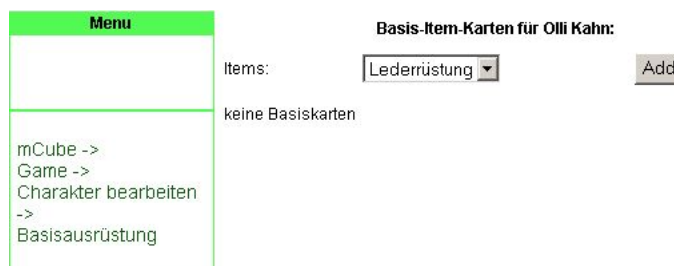 Menu
Basis-Item-Karten für Olli Kahn:
Items:
Lederrüstung
Add
keine Basiskarten
mCube ->
Game ->
Charakter bearbeiten
->
Basisausrüstung